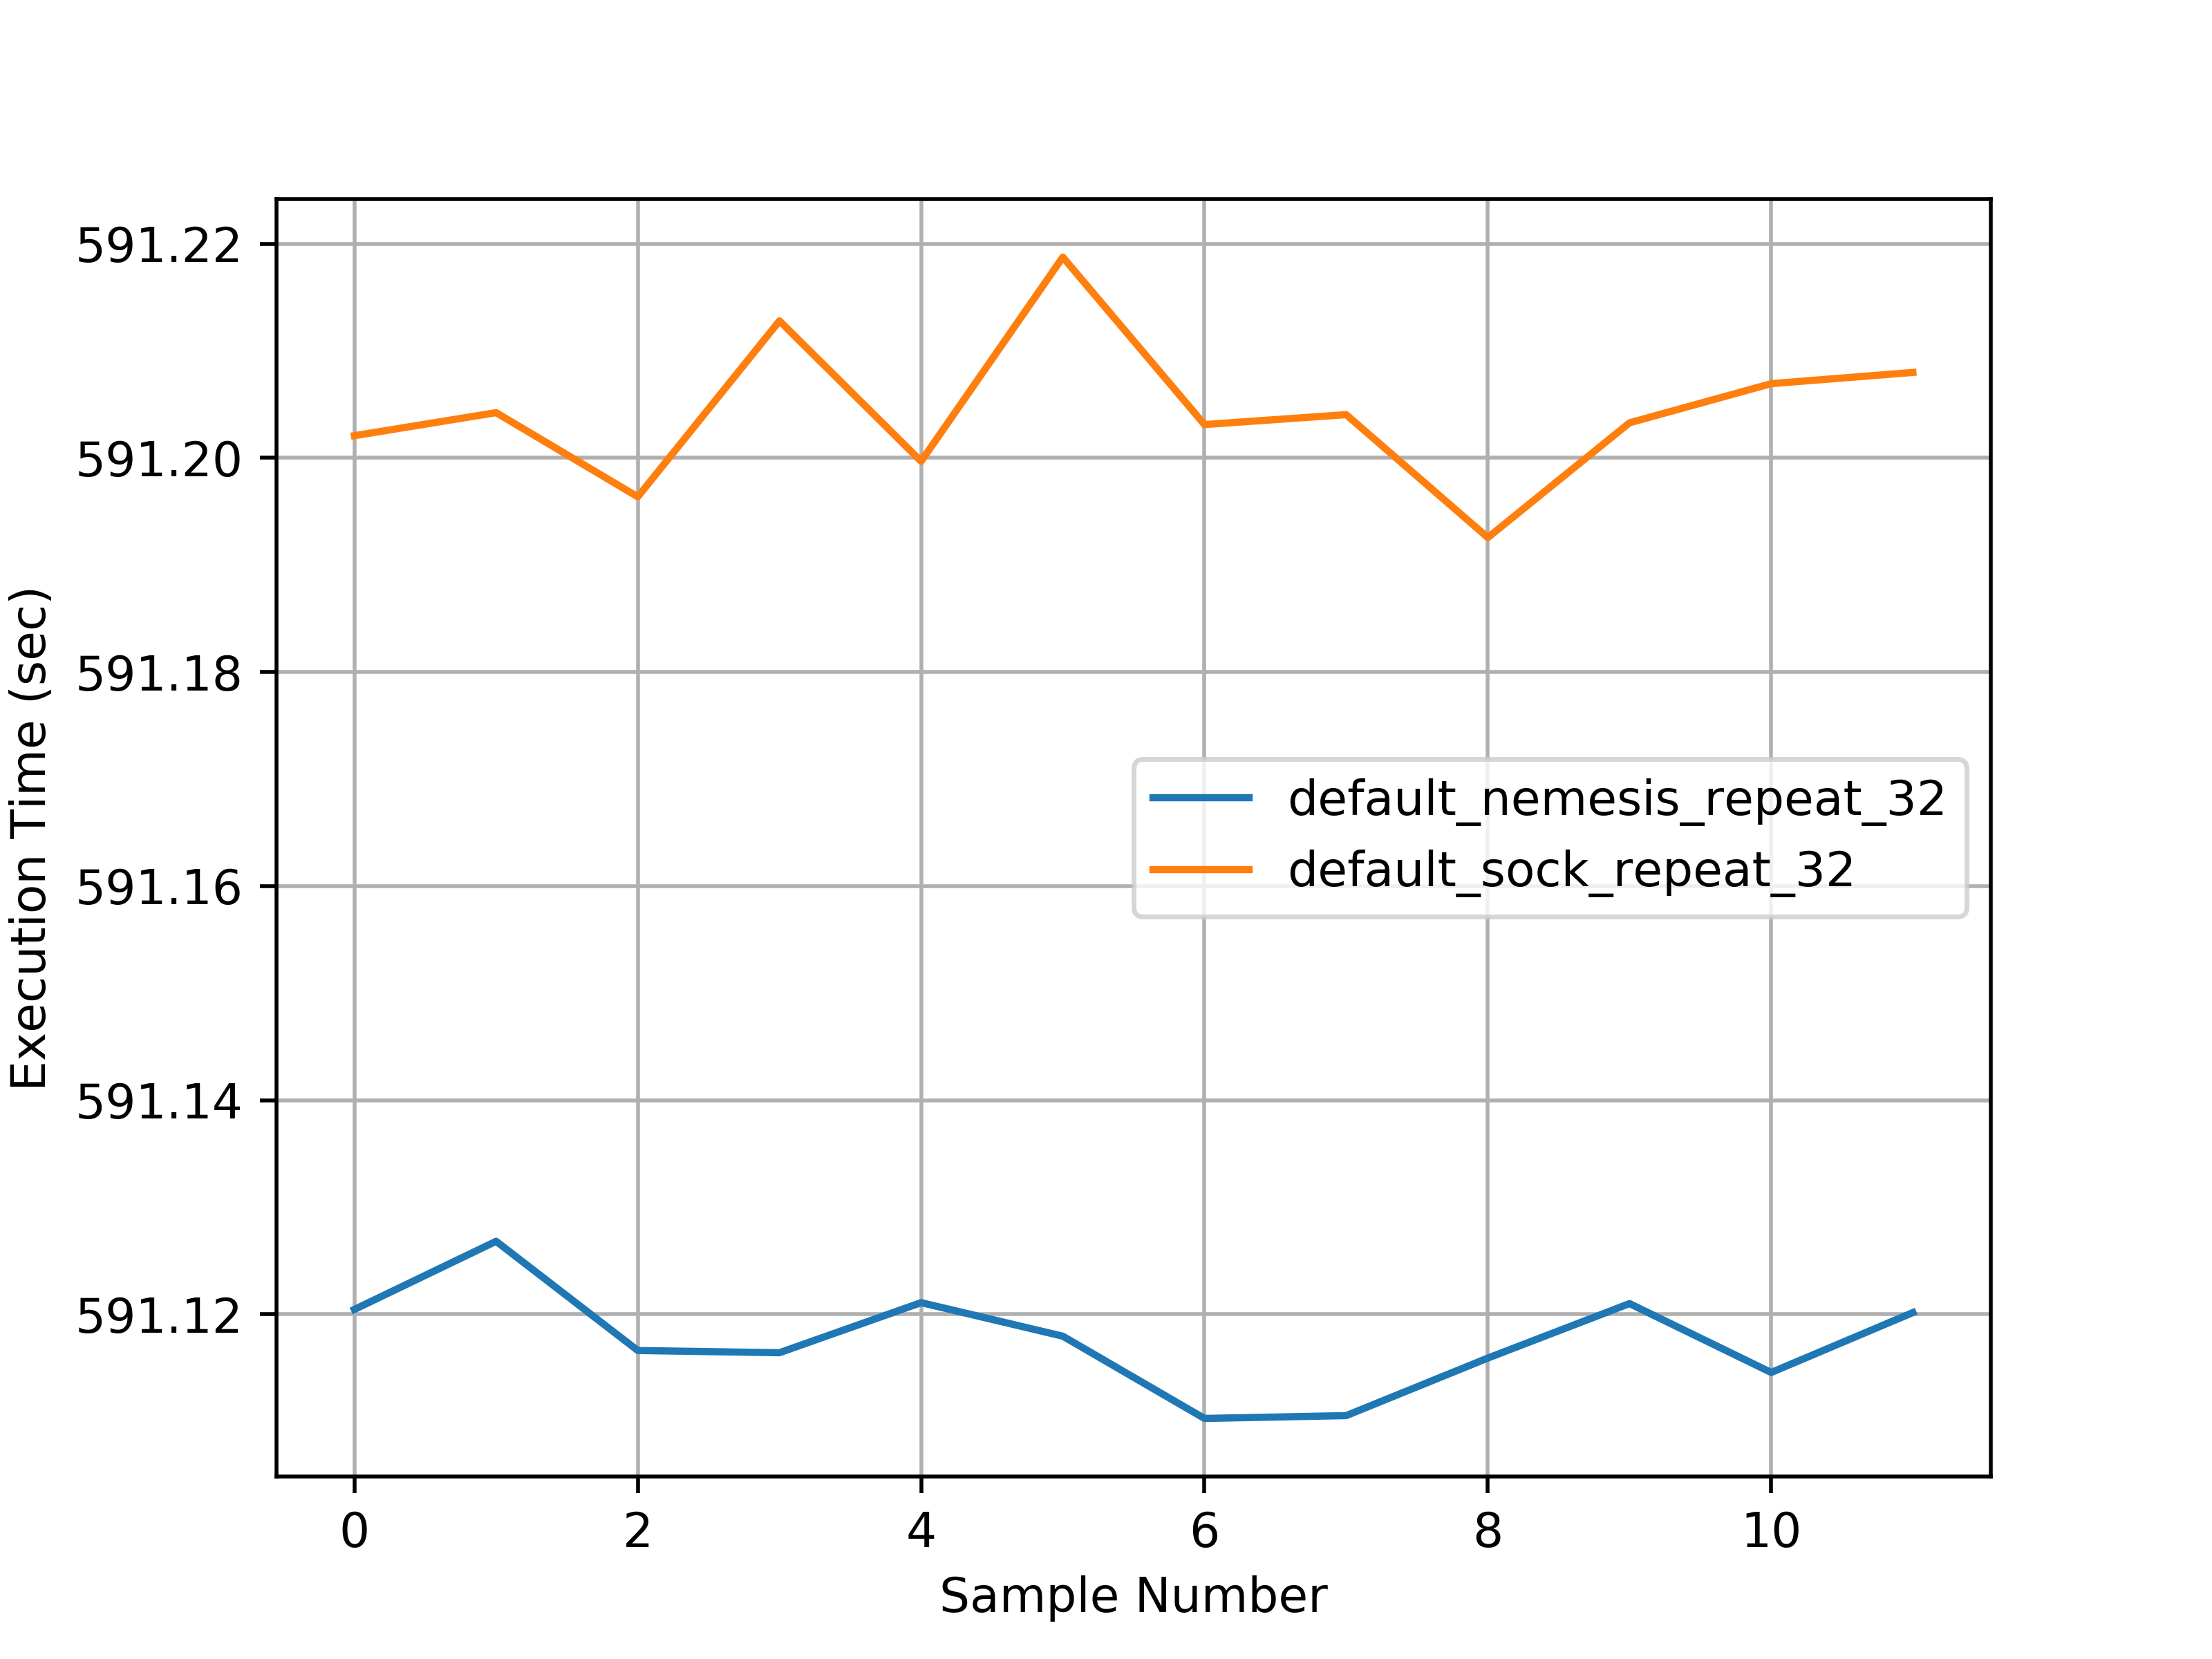 591.22
591.20
591.18
591.16
591.14
591.12
Execution Time (sec)
default_nemesis_repeat_32
default_sock_repeat_32
0 2 4 6 8 10
Sample Number